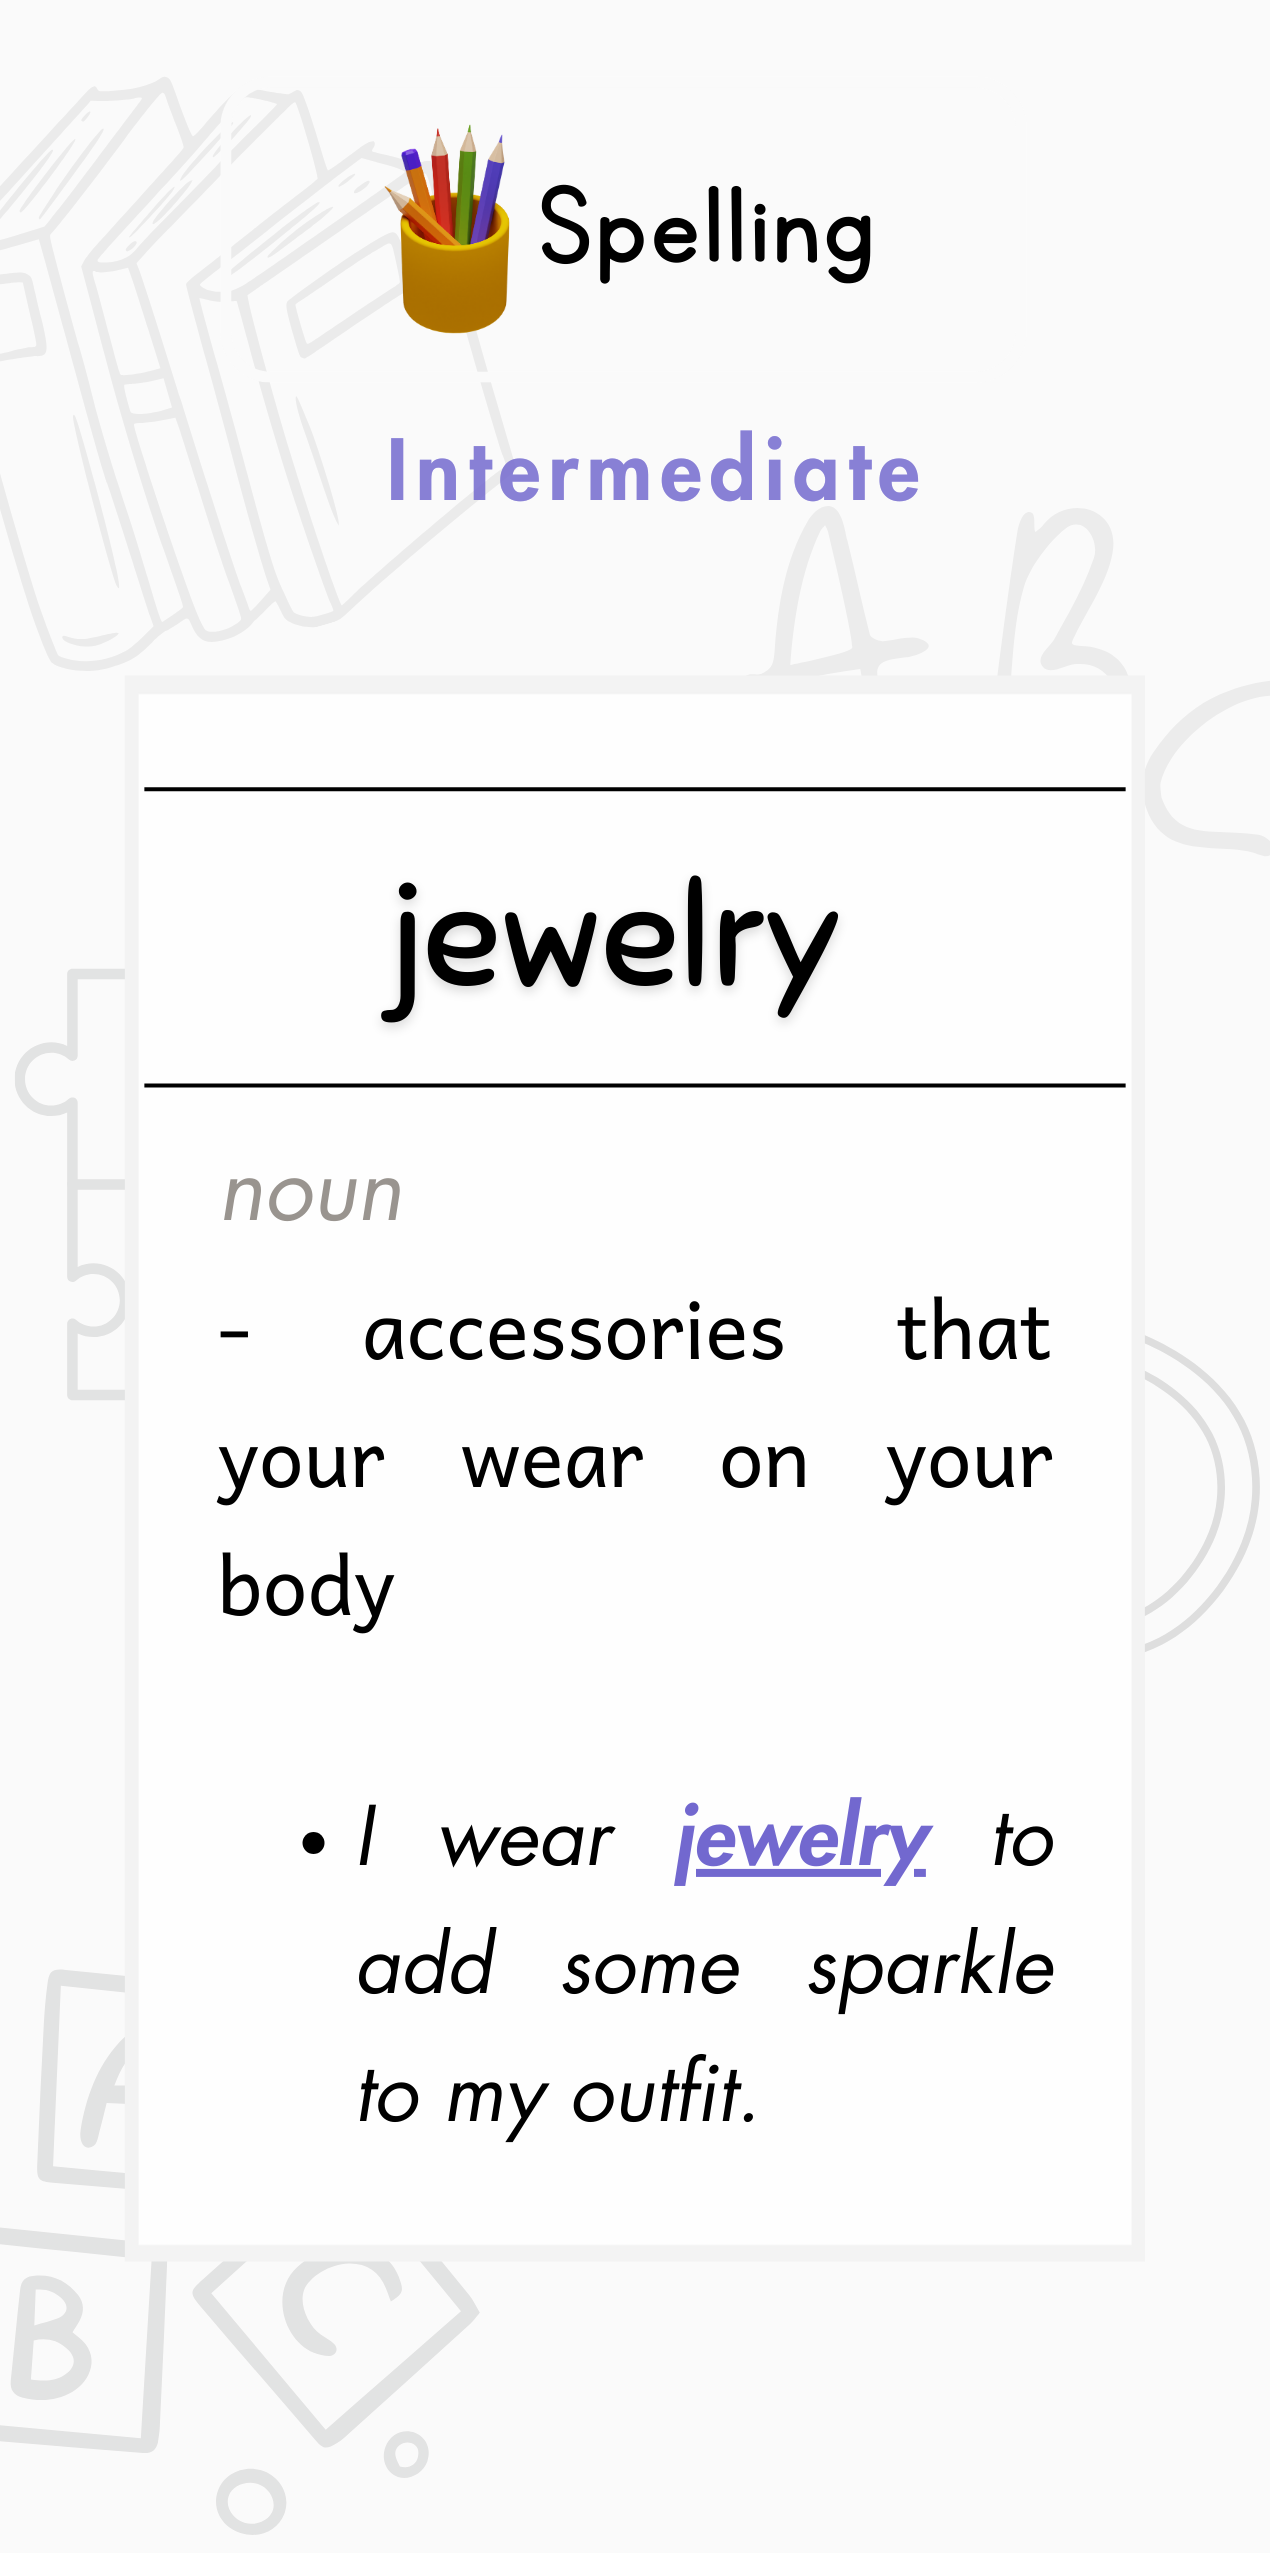 Spelling
Intermediate
A B
C
jewelry
noun
- accessories that
your wear on your
body
• I wear jewelry to
add some sparkle
to my outfit.
A
B
C